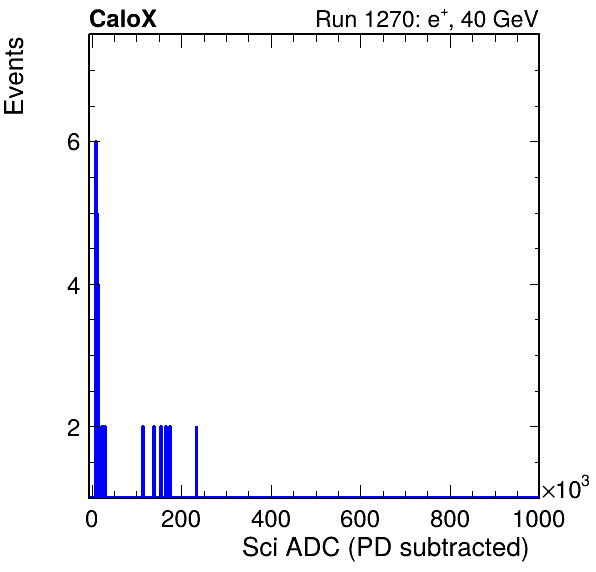 CaloX Run 1270: e⁺, 40 GeV
Events
6
4
2
×10³
0 200 400 600 800 1000
Sci ADC (PD subtracted)